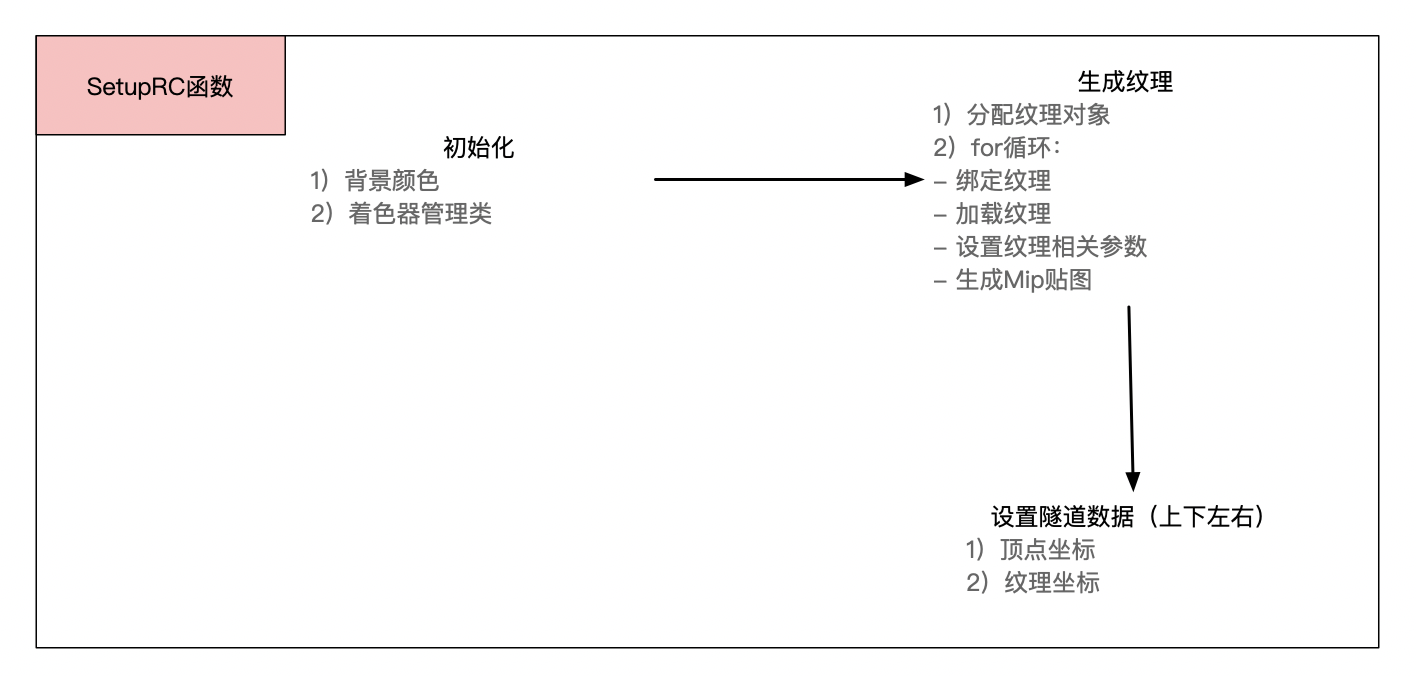 SetupRC函数
初始化
1）背景颜色
2）着色器管理类
生成纹理
1）分配纹理对象
2）for循环：
– 绑定纹理
– 加载纹理
– 设置纹理相关参数
– 生成Mip贴图
设置隧道数据（上下左右）
1）顶点坐标
2）纹理坐标